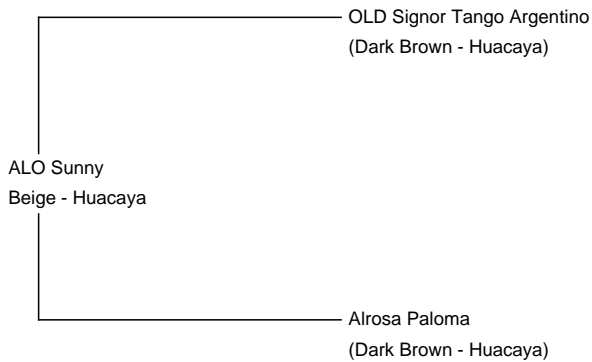 OLD Signor Tango Argentino
(Dark Brown - Huacaya)
ALO Sunny
Beige - Huacaya
Alrosa Paloma
(Dark Brown - Huacaya)